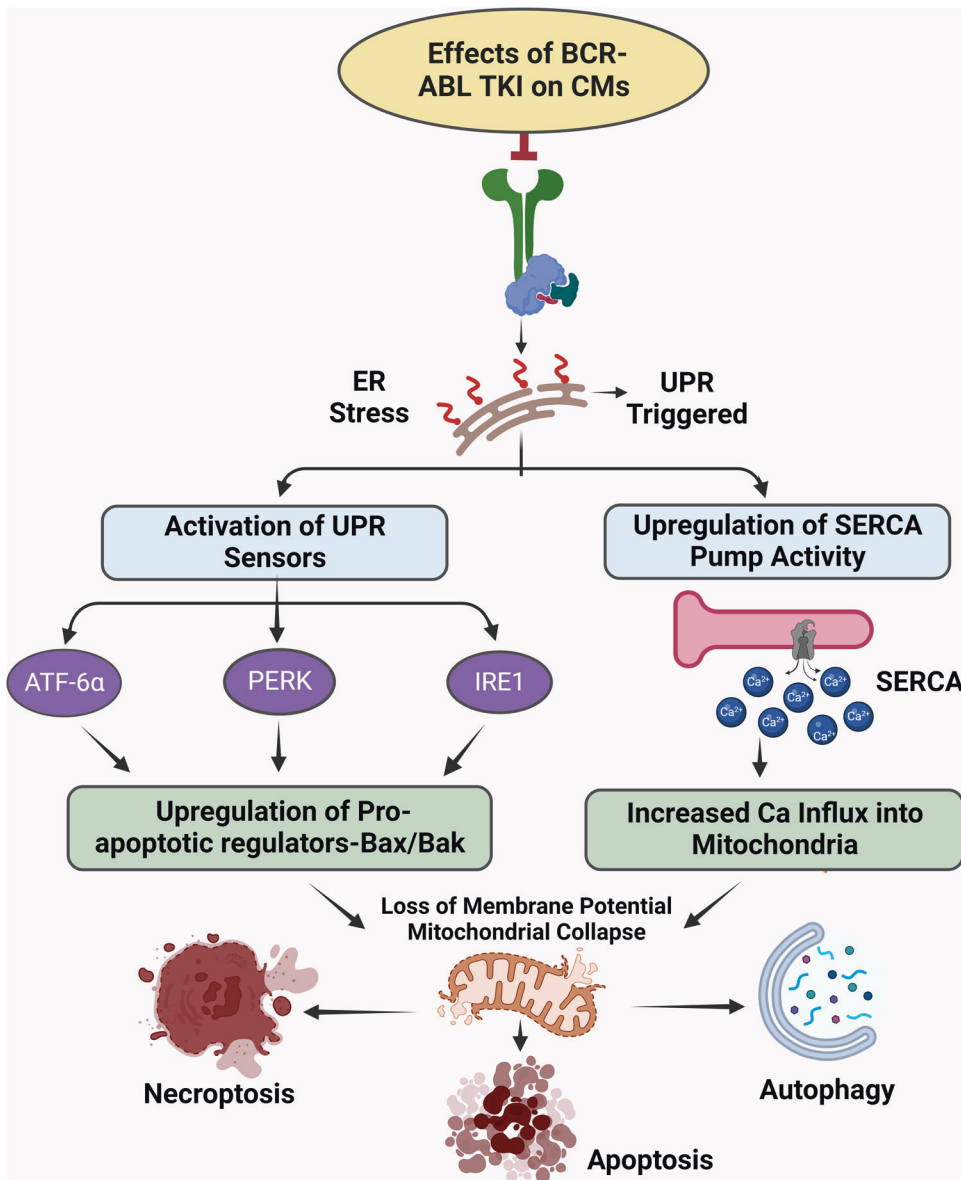 Effects of BCR-
ABL TKI on CMs
ER
Stress
UPR
Triggered
Activation of UPR
Sensors
Upregulation of SERCA
Pump Activity
ATF-6α
PERK
IRE1
SERCA
Ca²⁺
Ca²⁺
Ca²⁺
Ca²⁺
Ca²⁺
Ca²⁺
Ca²⁺
Upregulation of Pro-
apoptotic regulators-Bax/Bak
Increased Ca Influx into
Mitochondria
Loss of Membrane Potential
Mitochondrial Collapse
Necroptosis
Autophagy
Apoptosis